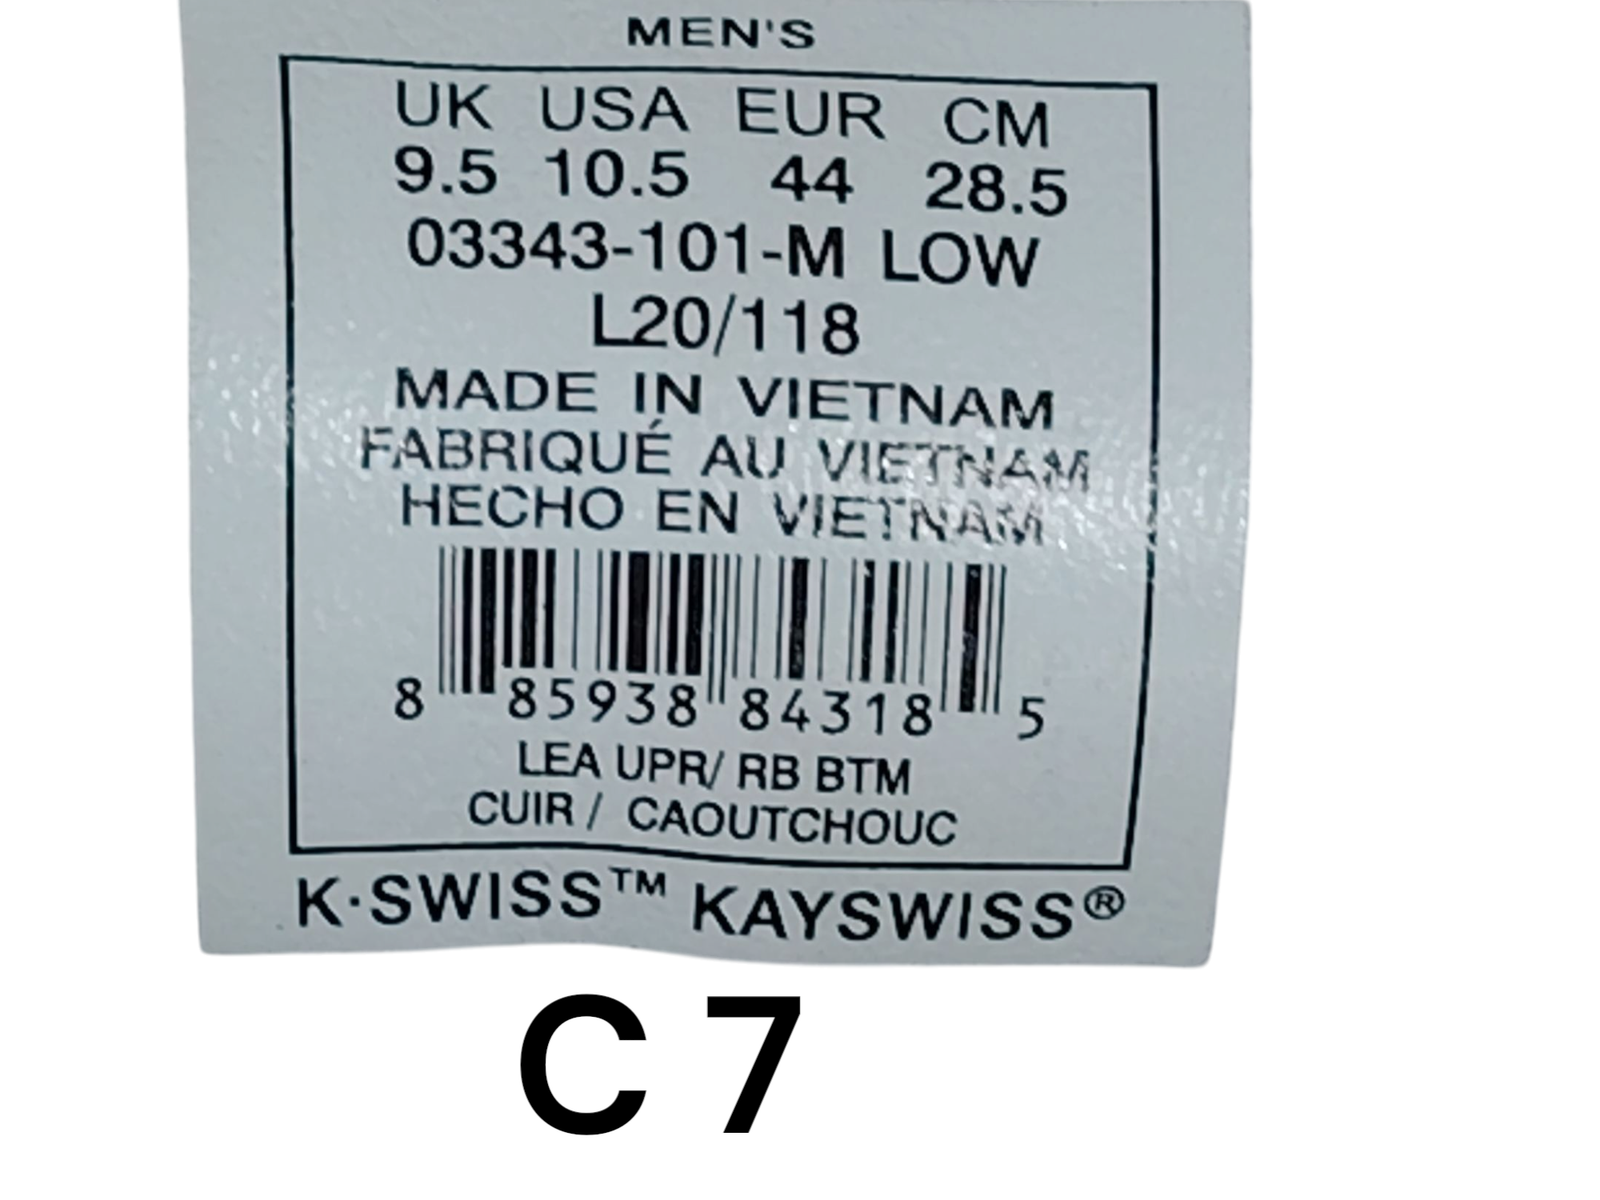 MEN'S
UK USA EUR CM
9.5 10.5 44 28.5
03343-101-M LOW
L20/118
MADE IN VIETNAM
FABRIQUÉ AU VIETNAM
HECHO EN VIETNAM
8 85938 84318 5
LEA UPR/ RB BTM
CUIR / CAOUTCHOUC
K·SWISS™ KAYSWISS®
C 7